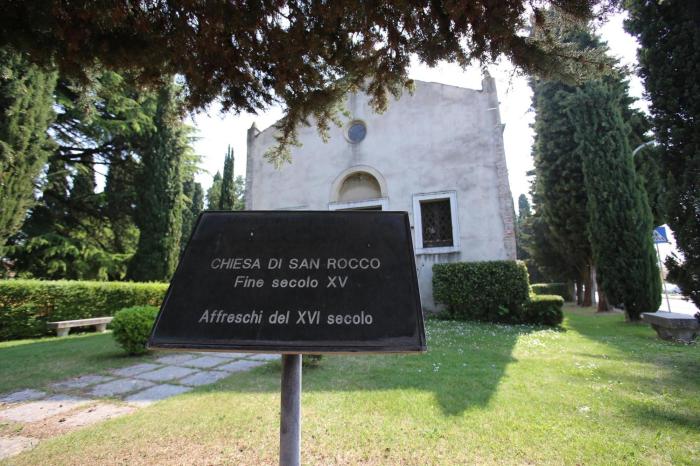 CHIESA DI SAN ROCCO
Fine secolo XV
Affreschi del XVI secolo